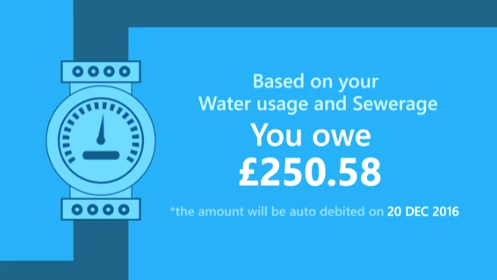 Based on your
Water usage and Sewerage
You owe
£250.58
*the amount will be auto debited on 20 DEC 2016